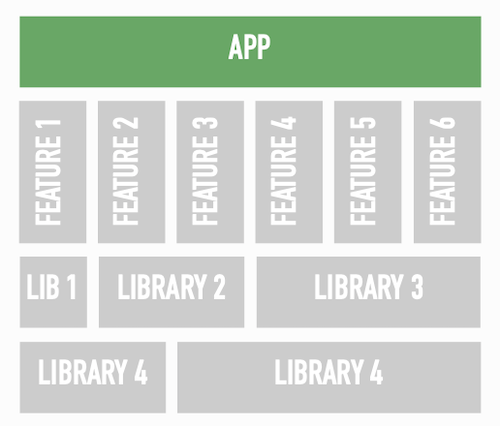 APP
FEATURE 1
FEATURE 2
FEATURE 3
FEATURE 4
FEATURE 5
FEATURE 6
LIB 1
LIBRARY 2
LIBRARY 3
LIBRARY 4
LIBRARY 4